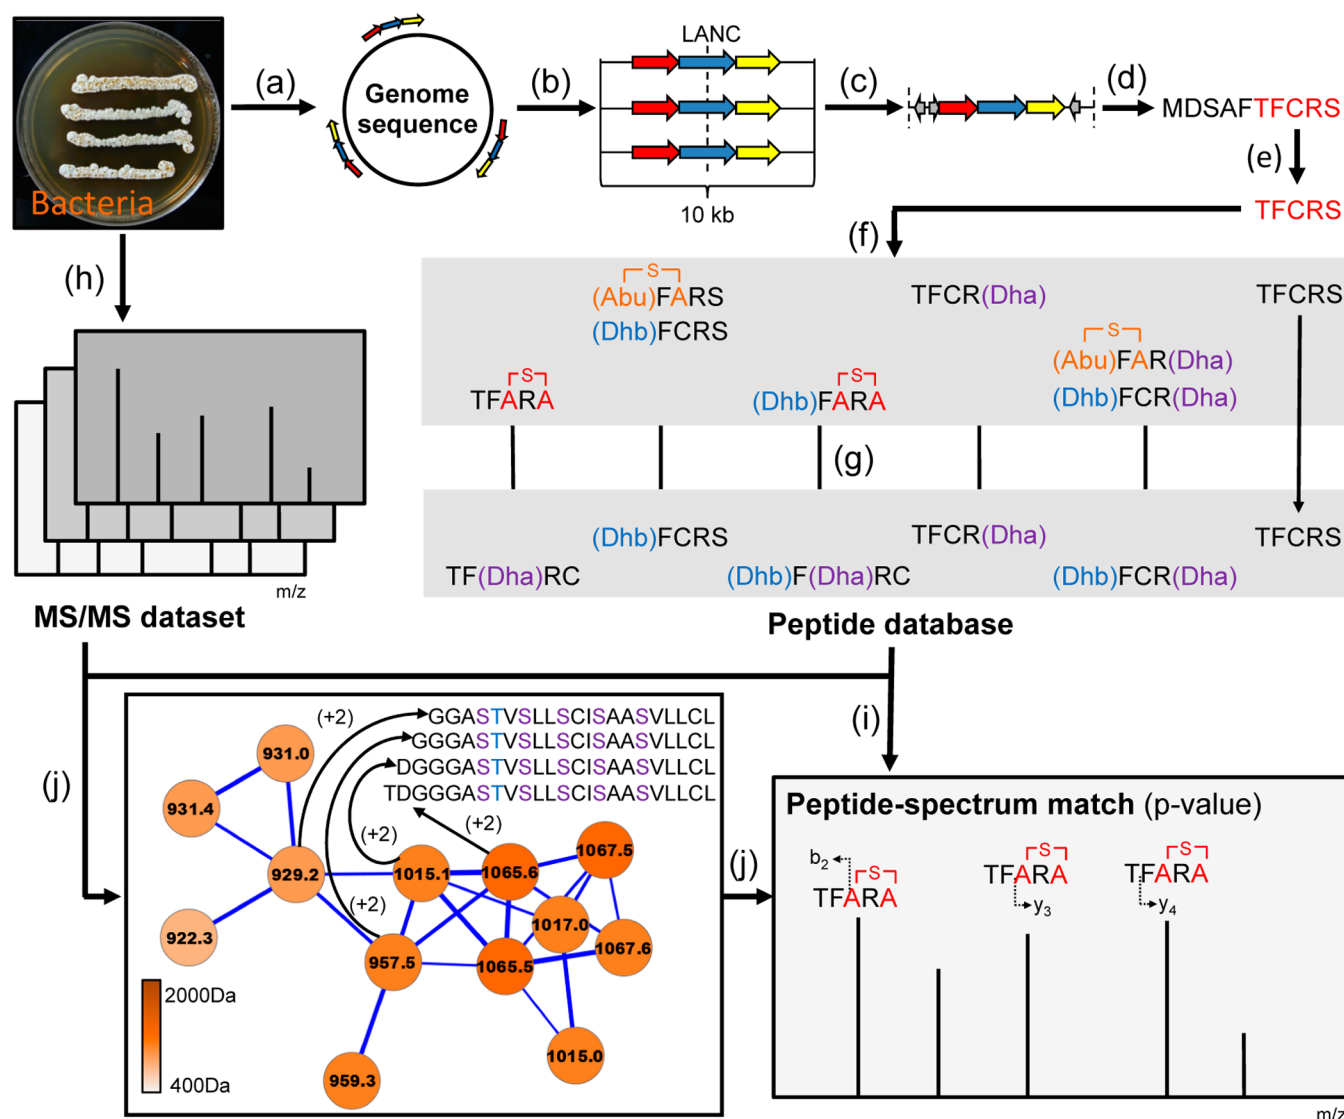 Bacteria
(a)
Genome
sequence
(b)
LANC
10 kb
(c)
(d)
MDSAFTFCRS
(e)
TFCRS
(f)
(h)
S
(Abu)FARS
(Dhb)FCRS
TFCR(Dha)
TFCRS
S
(Abu)FAR(Dha)
(Dhb)FCR(Dha)
S
TFARA
S
(Dhb)FARA
(g)
(Dhb)FCRS
TFCR(Dha)
TFCRS
TF(Dha)RC
(Dhb)F(Dha)RC
(Dhb)FCR(Dha)
m/z
MS/MS dataset
Peptide database
(i)
(j)
(+2)
GGASTVSLLSCISAASVLLCL
GGGASTVSLLSCISAASVLLCL
DGGGASTVSLLSCISAASVLLCL
TDGGGASTVSLLSCISAASVLLCL
(+2)
(+2)
(+2)
931.0
931.4
929.2
922.3
1015.1
1065.6
1067.5
1017.0
1067.6
957.5
1065.5
1015.0
959.3
2000Da
400Da
(j)
Peptide-spectrum match (p-value)
b2
S
TFARA
S
TFARA
y3
S
TFARA
y4
m/z